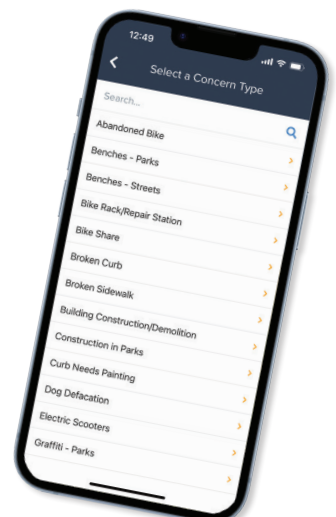 12:49
Select a Concern Type
Search...
Abandoned Bike
Benches - Parks
Benches - Streets
Bike Rack/Repair Station
Bike Share
Broken Curb
Broken Sidewalk
Building Construction/Demolition
Construction in Parks
Curb Needs Painting
Dog Defacation
Electric Scooters
Graffiti - Parks